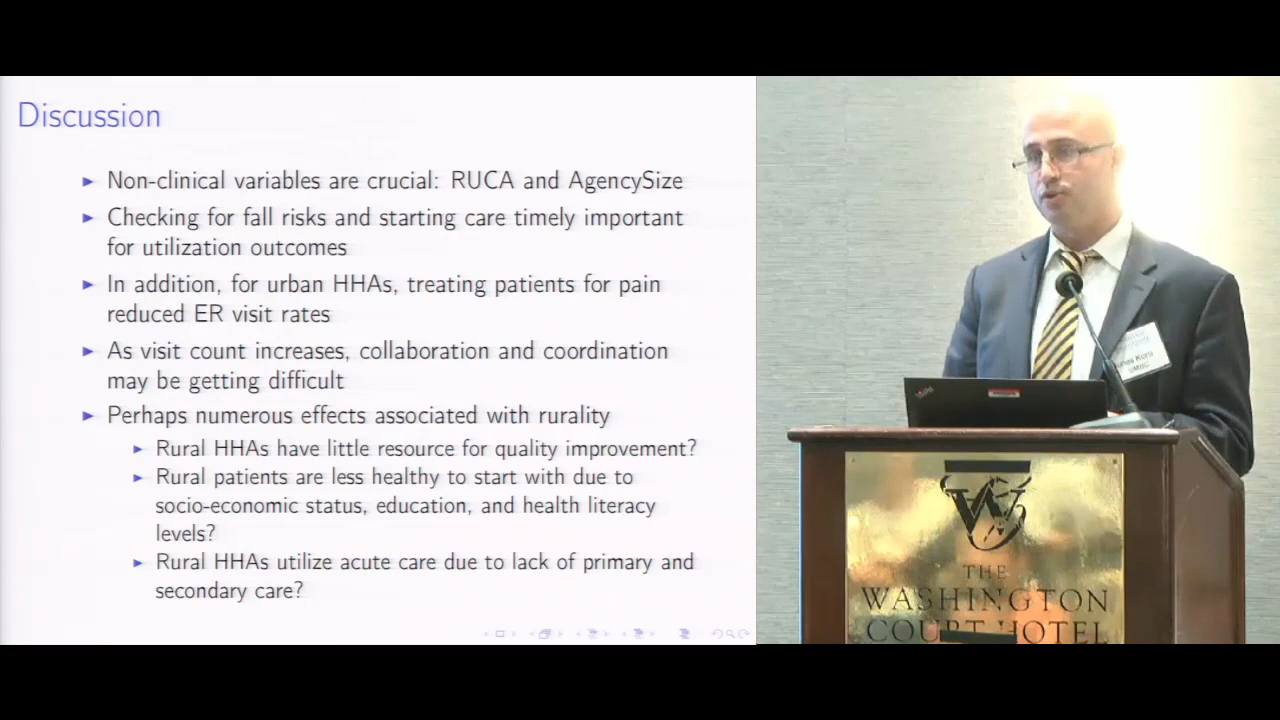 Discussion
Non-clinical variables are crucial: RUCA and AgencySize
Checking for fall risks and starting care timely important
for utilization outcomes
In addition, for urban HHAs, treating patients for pain
reduced ER visit rates
As visit count increases, collaboration and coordination
may be getting difficult
Perhaps numerous effects associated with rurality
Rural HHAs have little resource for quality improvement?
Rural patients are less healthy to start with due to
socio-economic status, education, and health literacy
levels?
Rural HHAs utilize acute care due to lack of primary and
secondary care?
UMBC
THE
WASHINGTON
COURT HOTEL